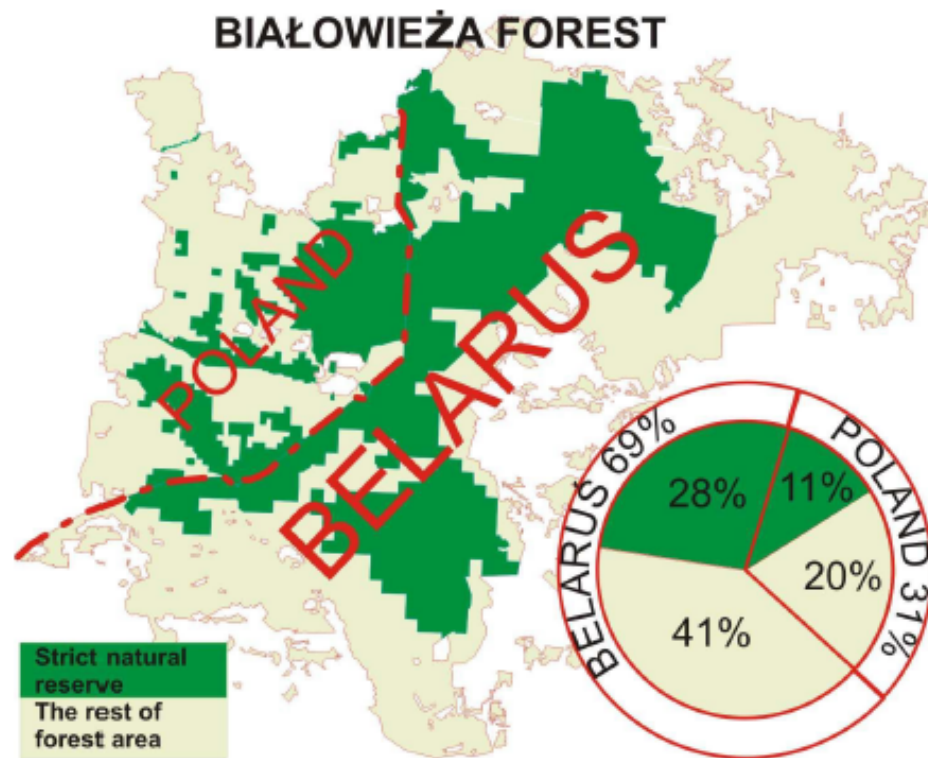 BIAŁOWIEŻA FOREST
POLAND
BELARUS
BELARUS 69%
POLAND 31%
28%
11%
20%
41%
Strict natural
reserve
The rest of
forest area